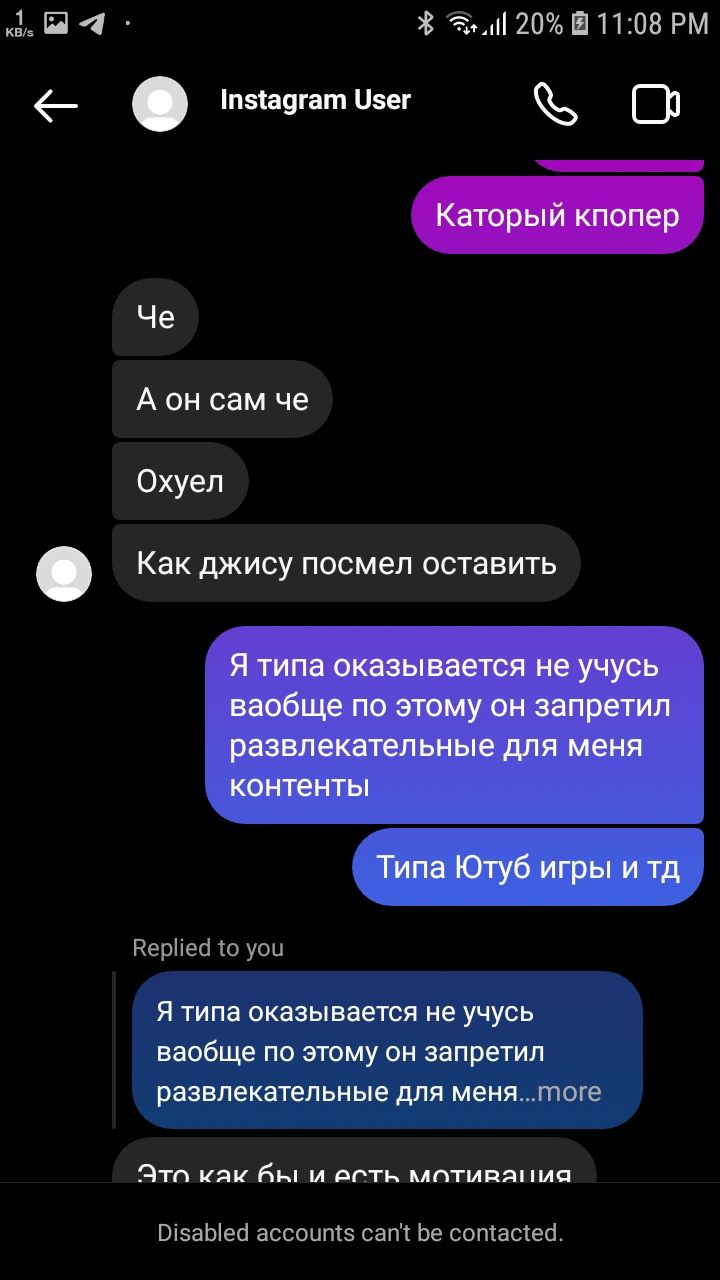 1
KB/s
20%
11:08 PM
Instagram User
Каторый кпопер
Че
А он сам че
Охуел
Как джису посмел оставить
Я типа оказывается не учусь
ваобще по этому он запретил
развлекательные для меня
контенты
Типа Ютуб игры и тд
Replied to you
Я типа оказывается не учусь
ваобще по этому он запретил
развлекательные для меня...more
Это как бы и есть мотивация
Disabled accounts can't be contacted.